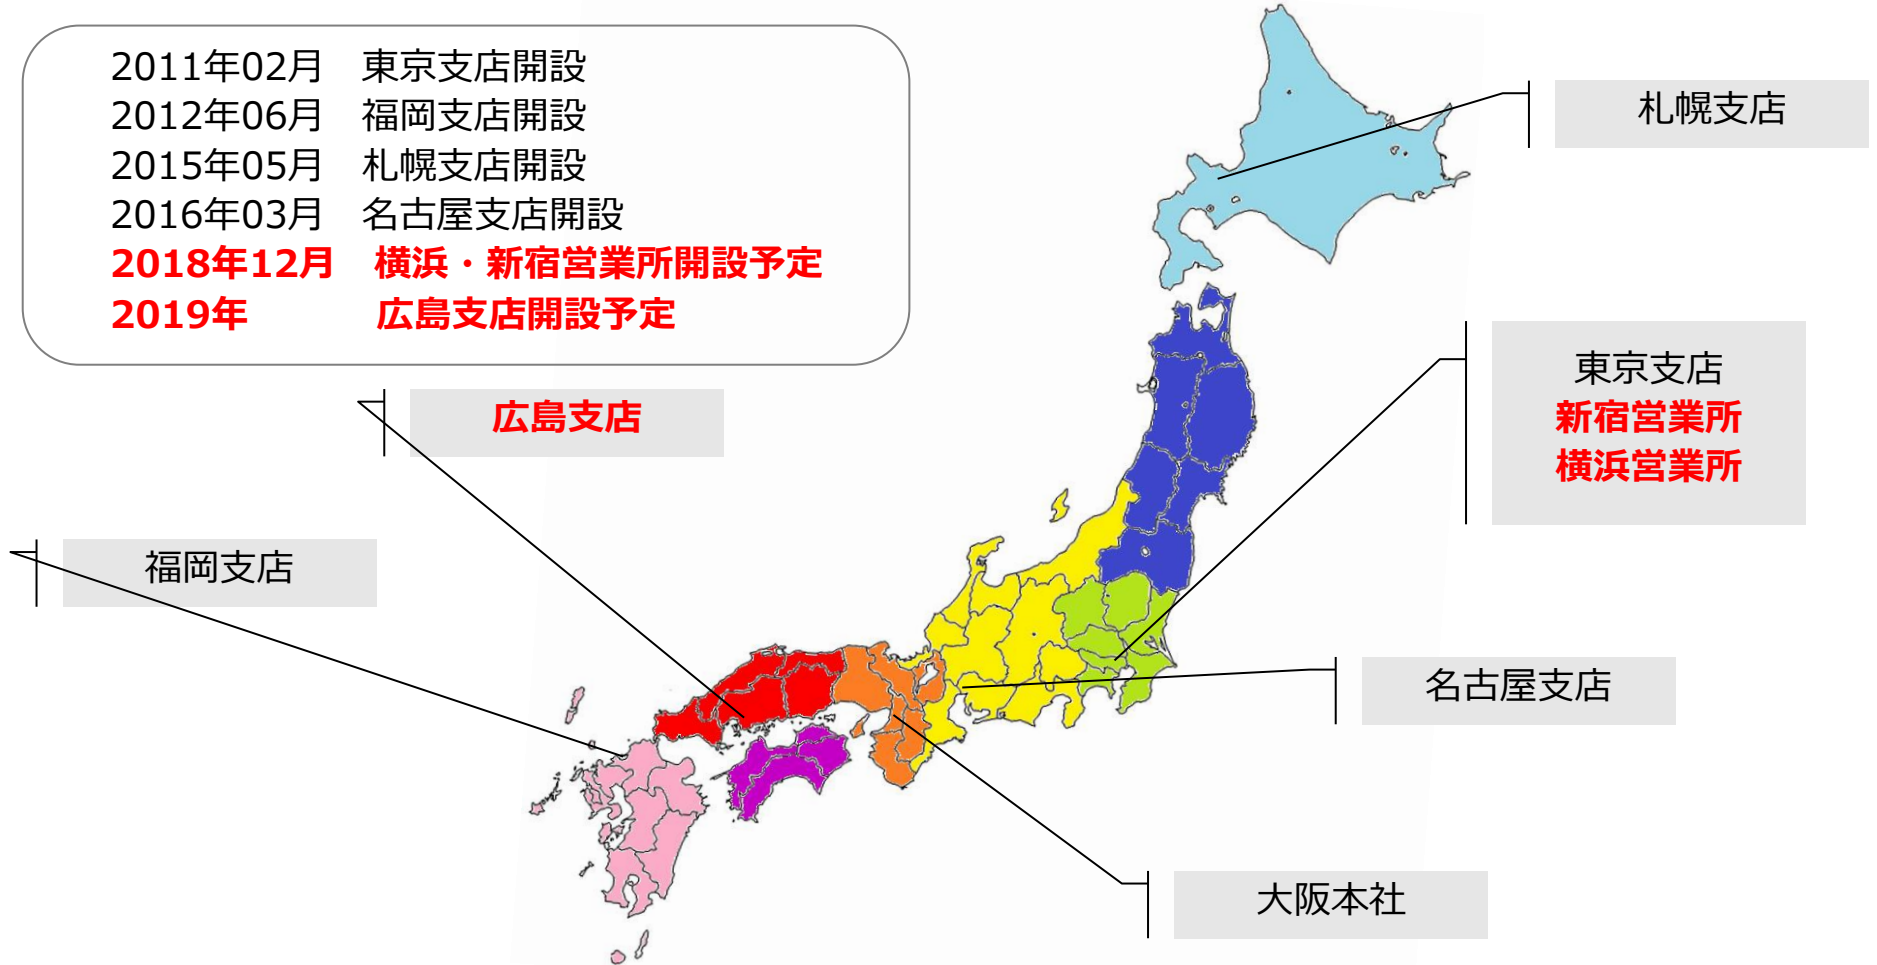 2011年02月　東京支店開設
2012年06月　福岡支店開設
2015年05月　札幌支店開設
2016年03月　名古屋支店開設
2018年12月　横浜・新宿営業所開設予定
2019年　広島支店開設予定
札幌支店
東京支店
新宿営業所
横浜営業所
広島支店
福岡支店
名古屋支店
大阪本社